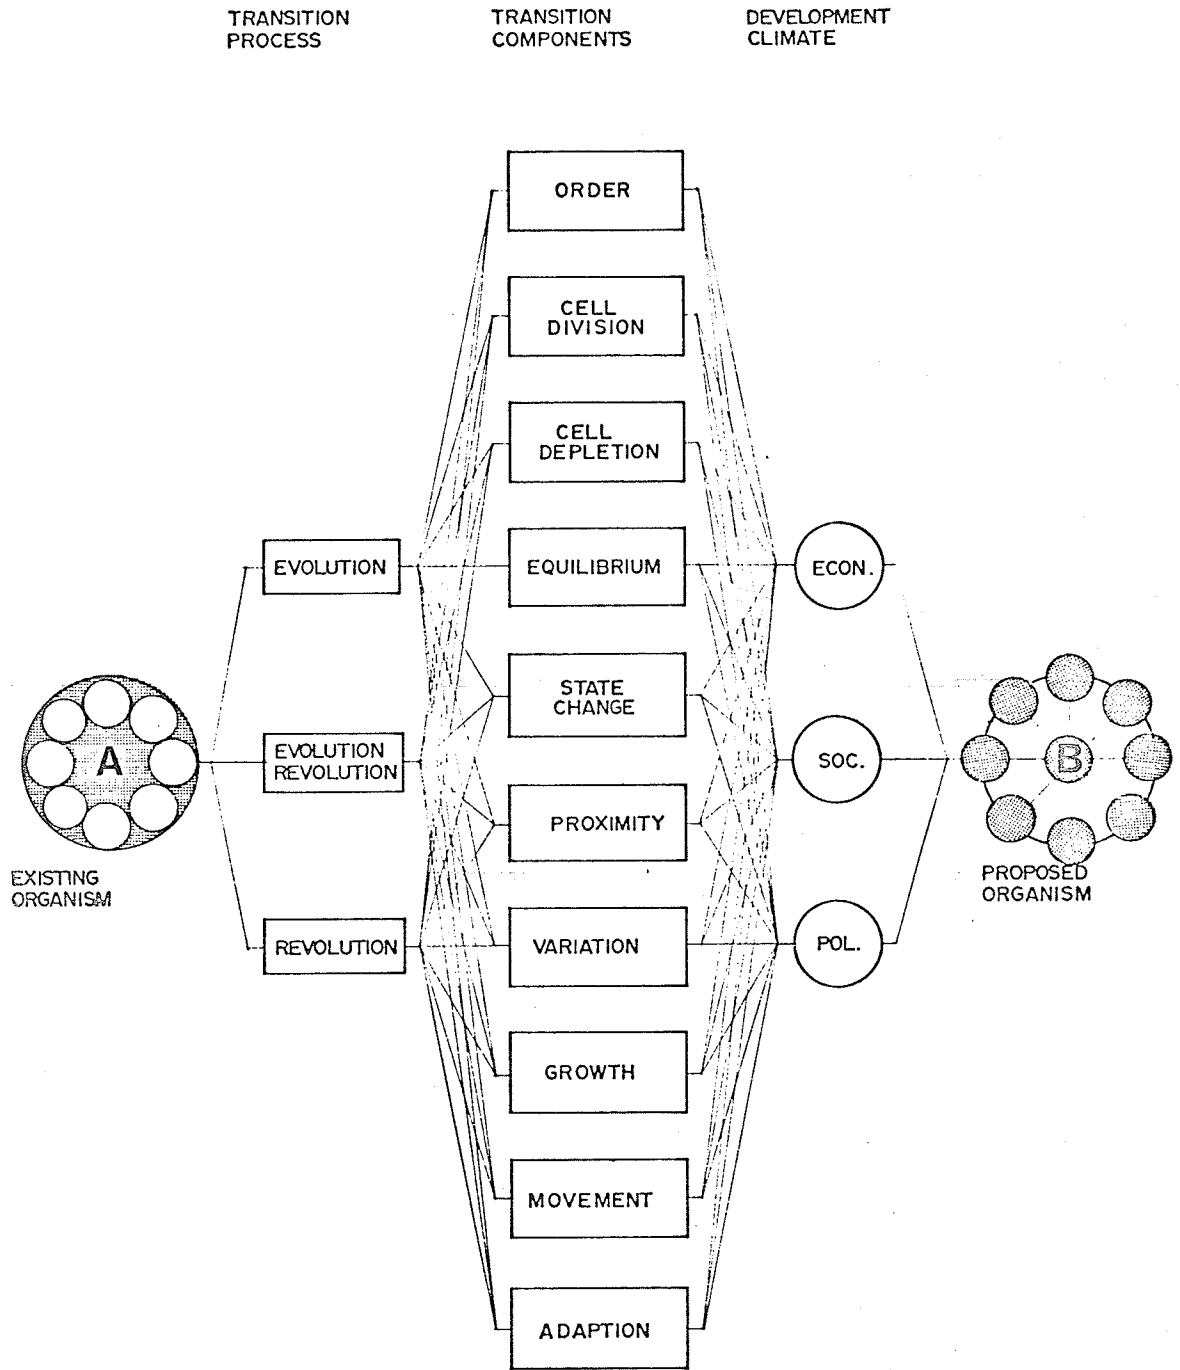 TRANSITION
PROCESS
TRANSITION
COMPONENTS
DEVELOPMENT
CLIMATE
ORDER
CELL
DIVISION
CELL
DEPLETION
EVOLUTION
EQUILIBRIUM
ECON.
STATE
CHANGE
A
EVOLUTION
REVOLUTION
SOC.
B
PROXIMITY
EXISTING
ORGANISM
PROPOSED
ORGANISM
REVOLUTION
VARIATION
POL.
GROWTH
MOVEMENT
ADAPTION